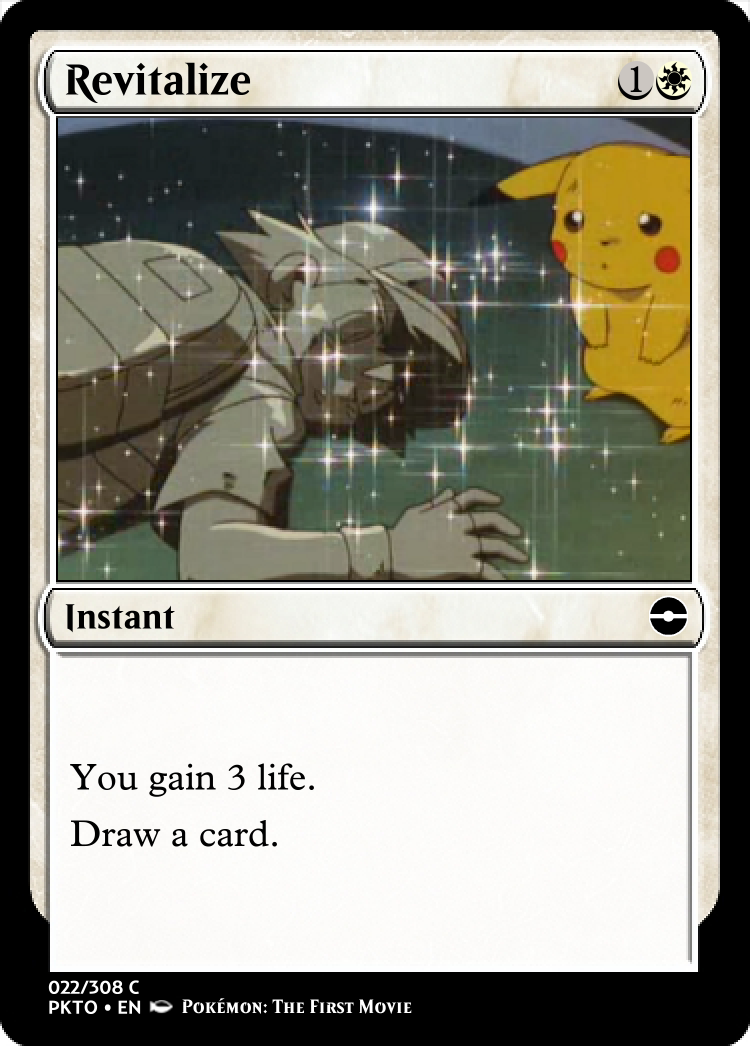 Revitalize 1
Instant
You gain 3 life.
Draw a card.
022/308 C
PKTO • EN Pokémon: The First Movie